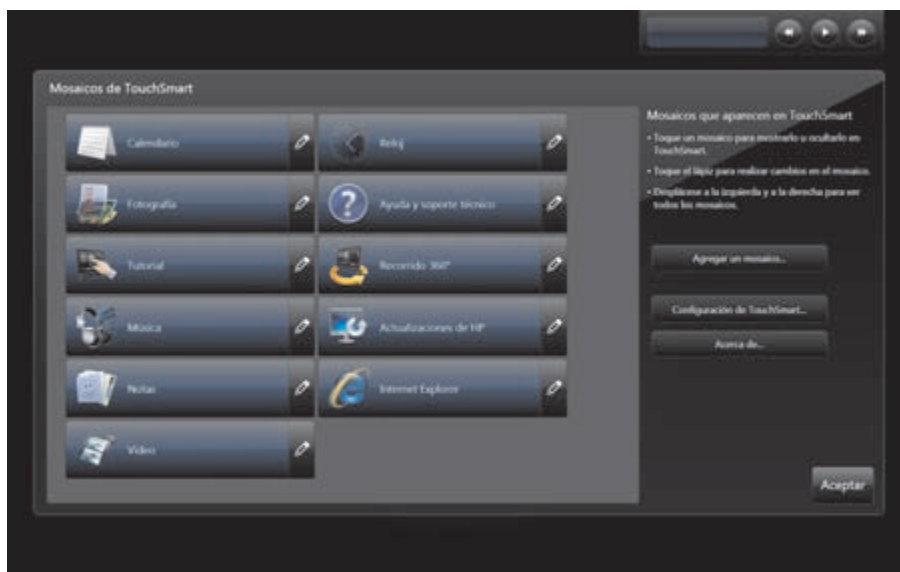 Mosaicos de TouchSmart
Calendario
Reloj
Fotografía
Ayuda y soporte técnico
Tutorial
Recorrido 360°
Música
Actualizaciones de HP
Notas
Internet Explorer
Video
Mosaicos que aparecen en TouchSmart
• Toque un mosaico para mostrarlo u ocultarlo en
TouchSmart.
• Toque el lápiz para realizar cambios en el mosaico.
• Desplácese a la izquierda y a la derecha para ver
todos los mosaicos.
Agregar un mosaico...
Configuración de TouchSmart...
Acerca de...
Aceptar